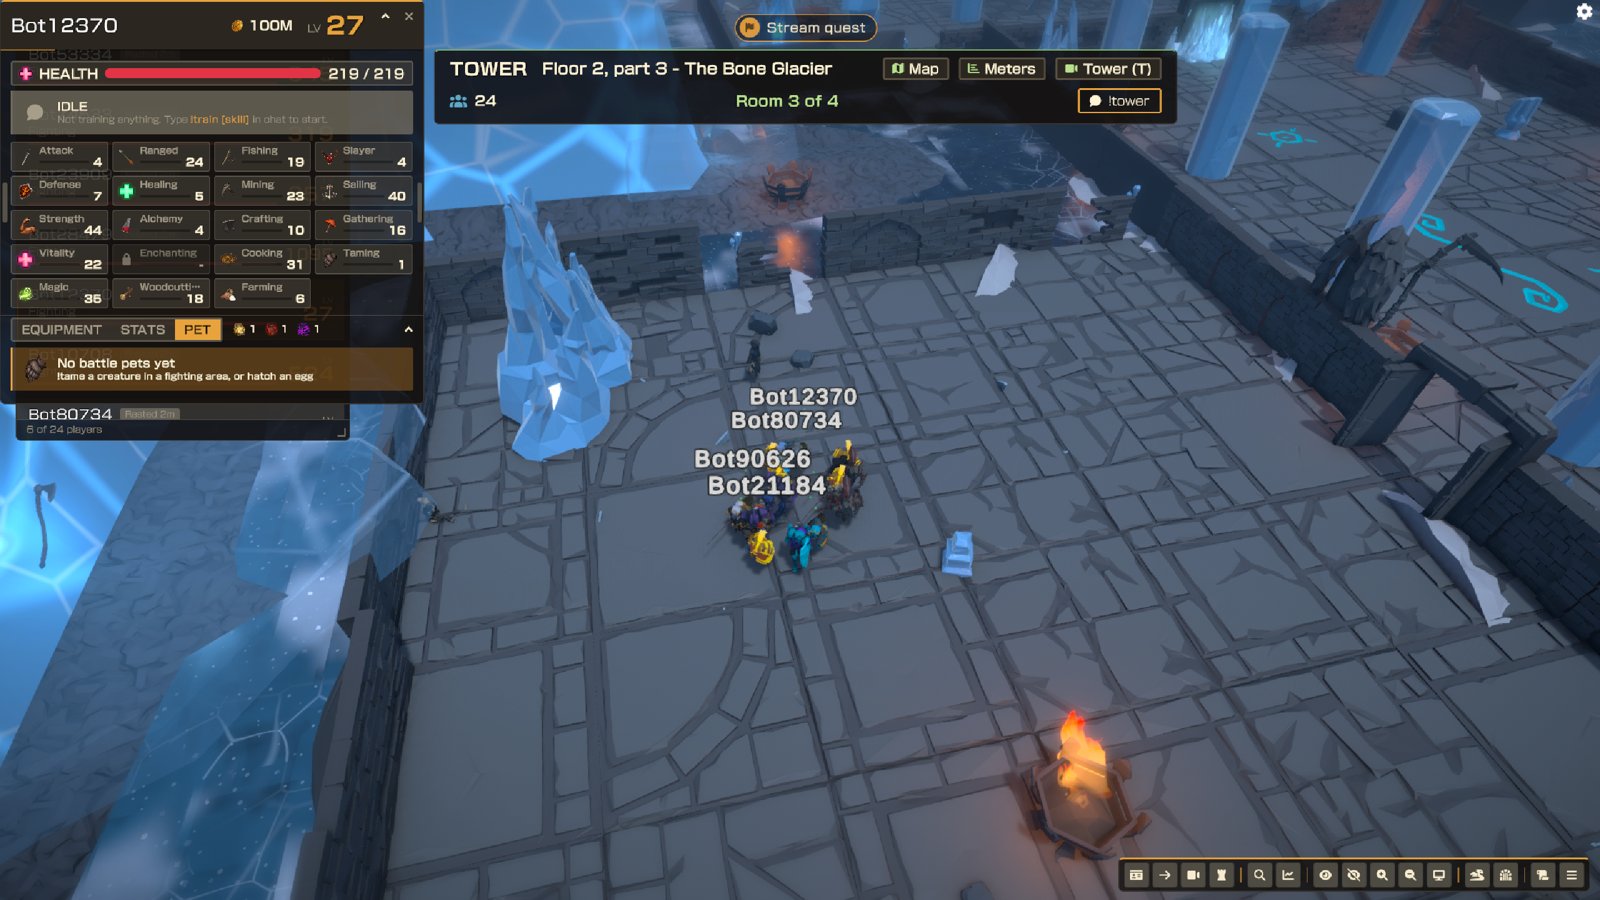 Bot12370
100M
LV 27
Stream quest
HEALTH
219 / 219
IDLE
Not training anything. Type !train [skill] in chat to start.
Attack 4
Ranged 24
Fishing 19
Slayer 4
Defense 7
Healing 5
Mining 23
Sailing 40
Strength 44
Alchemy 4
Crafting 10
Gathering 16
Vitality 22
Enchanting -
Cooking 31
Taming 1
Magic 35
Woodcutti...
18
Farming 6
EQUIPMENT
STATS
PET
1
1
1
No battle pets yet
!tame a creature in a fighting area, or hatch an egg
Bot80734
Rested 2m
LV
6 of 24 players
TOWER
Floor 2, part 3 - The Bone Glacier
Map
Meters
Tower (T)
24
Room 3 of 4
!tower
Bot12370
Bot80734
Bot90626
Bot21184